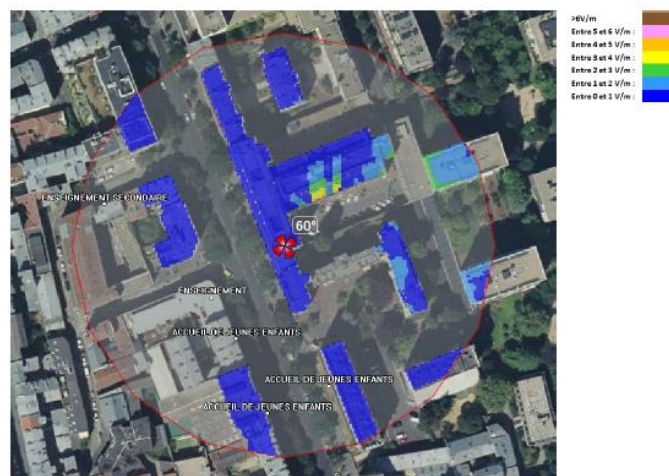 >6V/m
Entre 5 et 6 V/m :
Entre 4 et 5 V/m :
Entre 3 et 4 V/m :
Entre 2 et 3 V/m :
Entre 1 et 2 V/m :
Entre 0 et 1 V/m :
ENSEIGNEMENT SECONDAIRE
60°
ENSEIGNEMENT
ACCUEIL DE JEUNES ENFANTS
ACCUEIL DE JEUNES ENFANTS
ACCUEIL DE JEUNES ENFANTS